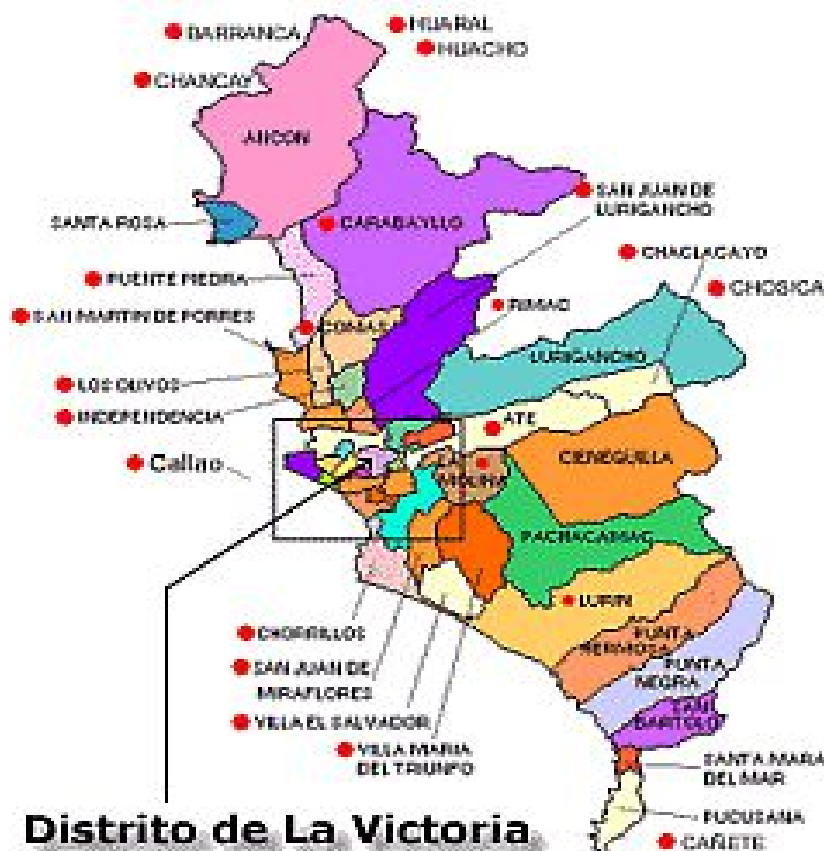 BARRANCA
HUARAL
HUACHO
CHANCAY
ANCON
SAN JUAN DE
LURIGANCHO
SANTA ROSA
CARABAYLLO
CHACLACAYO
PUENTE PIEDRA
CHOSICA
SAN MARTIN DE PORRES
COMAS
RIMAC
LURIGANCHO
LOS OLIVOS
INDEPENDENCIA
ATE
CIENEGUILLA
Callao
LA
MOLINA
PACHACAMAC
LURIN
CHORRILLOS
PUNTA
HERMOSA
PUNTA
NEGRA
SAN JUAN DE
MIRAFLORES
SAN
BARTOLO
VILLA EL SALVADOR
VILLA MARIA
DEL TRIUNFO
SANTA MARIA
DEL MAR
PUCUSANA
Distrito de La Victoria
CAÑETE